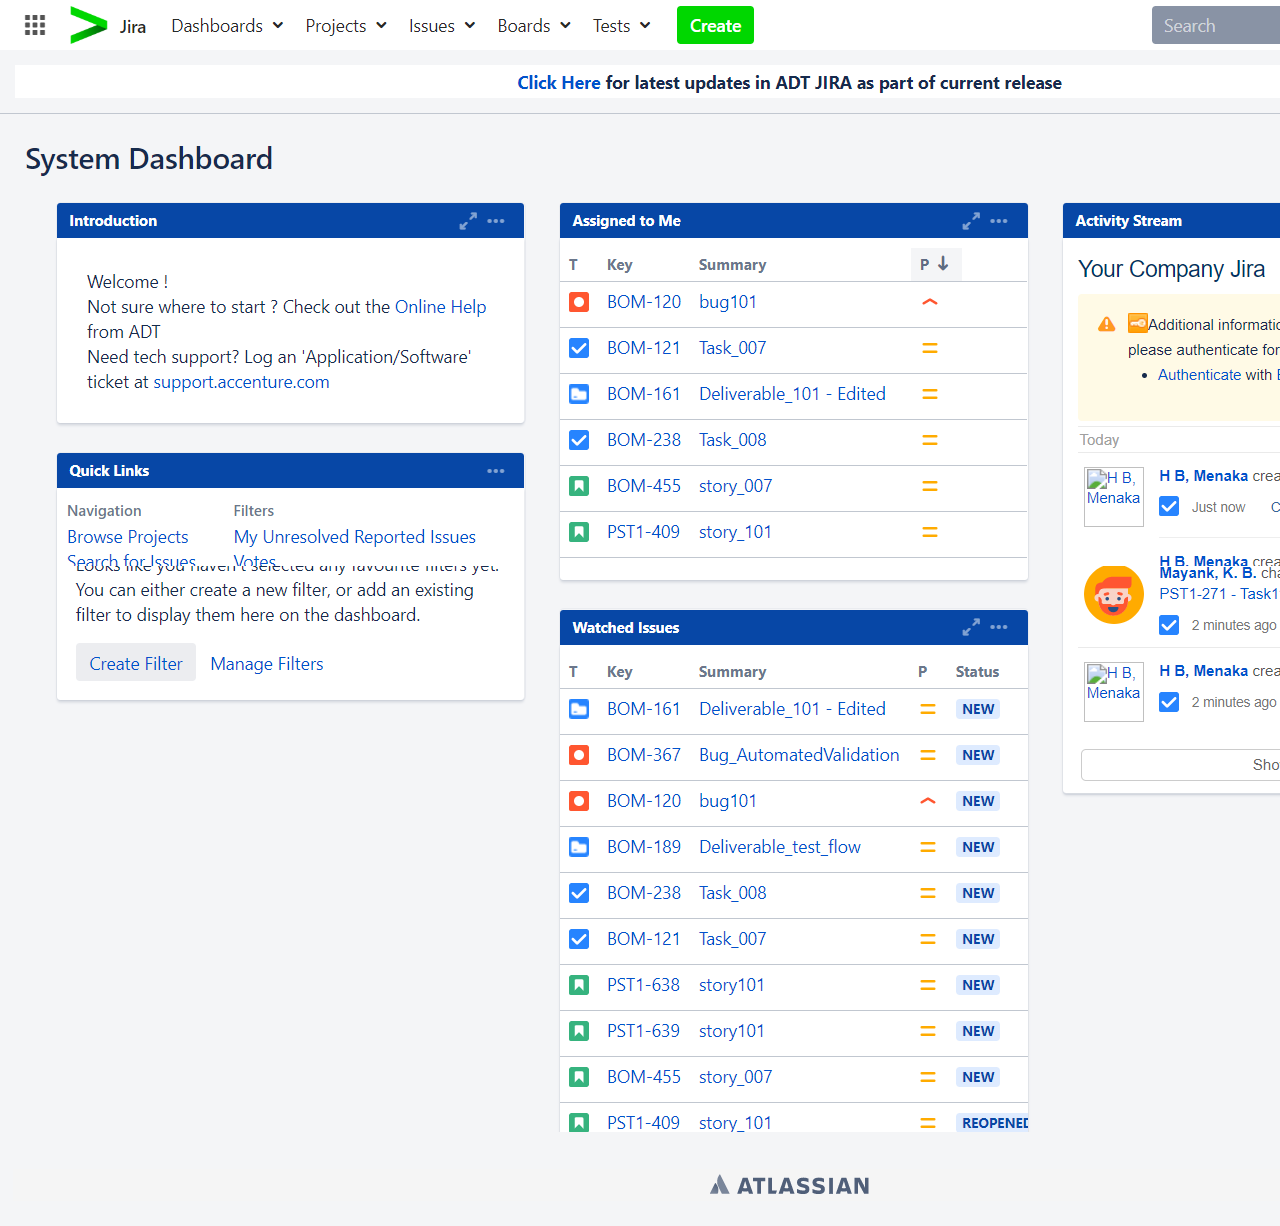 Jira Dashboards Projects Issues Boards Tests Create Search
Click Here for latest updates in ADT JIRA as part of current release
System Dashboard
Introduction
Welcome !
Not sure where to start ? Check out the Online Help
from ADT
Need tech support? Log an 'Application/Software'
ticket at support.accenture.com
Quick Links
Navigation Filters
Browse Projects My Unresolved Reported Issues
Search for Issues Votes
Looks like you haven't selected any favourite filters yet.
You can either create a new filter, or add an existing
filter to display them here on the dashboard.
Create Filter Manage Filters
Assigned to Me
T Key Summary P
BOM-120 bug101
BOM-121 Task_007
BOM-161 Deliverable_101 - Edited
BOM-238 Task_008
BOM-455 story_007
PST1-409 story_101
Watched Issues
T Key Summary P Status
BOM-161 Deliverable_101 - Edited NEW
BOM-367 Bug_AutomatedValidation NEW
BOM-120 bug101 NEW
BOM-189 Deliverable_test_flow NEW
BOM-238 Task_008 NEW
BOM-121 Task_007 NEW
PST1-638 story101 NEW
PST1-639 story101 NEW
BOM-455 story_007 NEW
PST1-409 story_101 REOPENED
Activity Stream
Your Company Jira
Additional informatio
please authenticate for
Authenticate with
Today
H B, Menaka H B, Menaka crea
Just now
H B, Menaka crea
Mayank, K. B. cha
PST1-271 - Task1
2 minutes ago
H B, Menaka H B, Menaka crea
2 minutes ago
Sho
ATLASSIAN